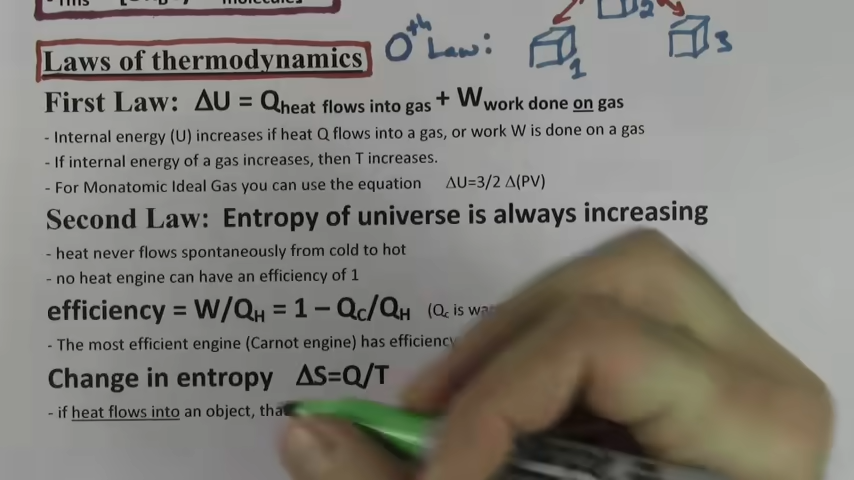 0th Law:
1 2 3
Laws of thermodynamics
First Law: ΔU = Qheat flows into gas + Wwork done on gas
- Internal energy (U) increases if heat Q flows into a gas, or work W is done on a gas
- If internal energy of a gas increases, then T increases.
- For Monatomic Ideal Gas you can use the equation ΔU=3/2 Δ(PV)
Second Law: Entropy of universe is always increasing
- heat never flows spontaneously from cold to hot
- no heat engine can have an efficiency of 1
efficiency = W/QH = 1 – QC/QH (Qc is
- The most efficient engine (Carnot engine) has efficiency
Change in entropy ΔS=Q/T
- if heat flows into an object,